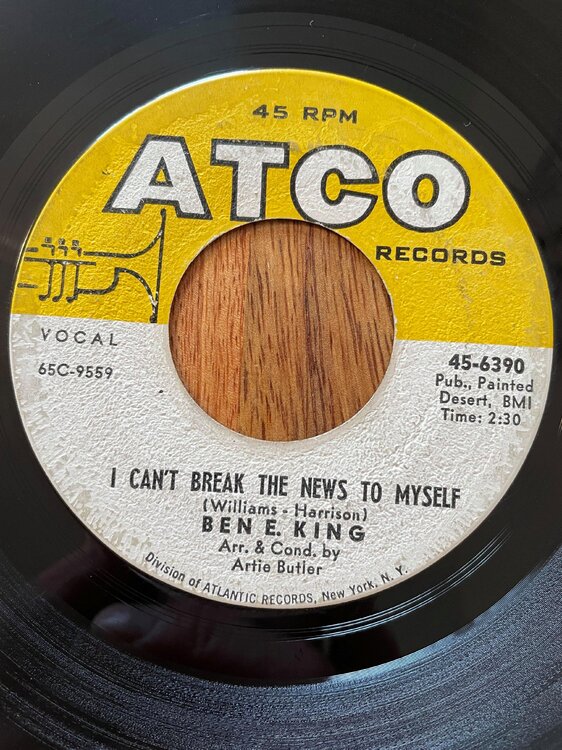 45 RPM
ATCO
RECORDS
VOCAL
65C-9559
45-6390
Pub., Painted
Desert, BMI
Time: 2:30
I CAN'T BREAK THE NEWS TO MYSELF
(Williams - Harrison)
BEN E. KING
Arr. & Cond. by
Artie Butler
Division of ATLANTIC RECORDS, New York, N. Y.